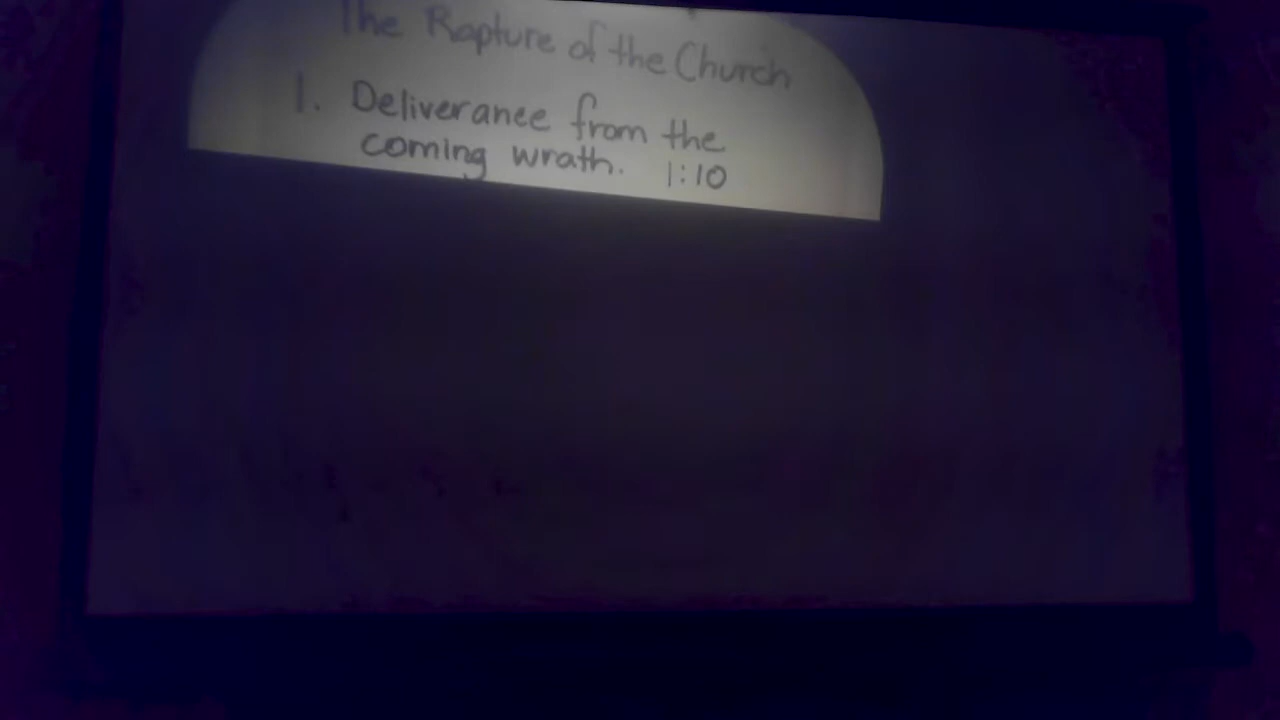 The Rapture of the Church
1. Deliverance from the
coming wrath. 1:10